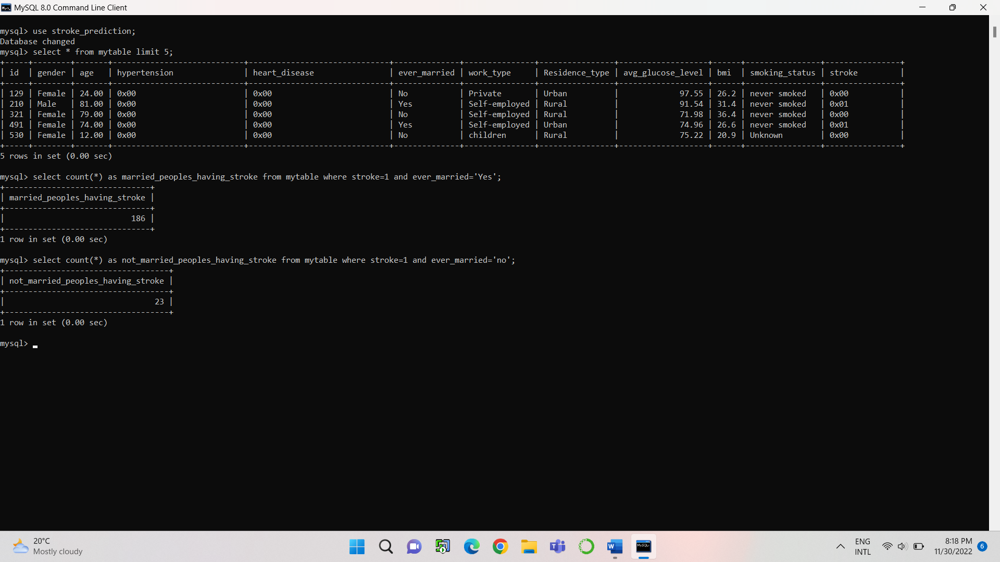 MySQL 8.0 Command Line Client
mysql> use stroke_prediction;
Database changed
mysql> select * from mytable limit 5;
+-----+--------+-------+----------------------------+------------------------------+--------------+---------------+----------------+-------------------+------+----------------+----------------+
| id | gender | age | hypertension | heart_disease | ever_married | work_type | Residence_type | avg_glucose_level | bmi | smoking_status | stroke |
+-----+--------+-------+----------------------------+------------------------------+--------------+---------------+----------------+-------------------+------+----------------+----------------+
| 129 | Female | 24.00 | 0x00 | 0x00 | No | Private | Urban | 97.55 | 26.2 | never smoked | 0x00 |
| 210 | Male | 81.00 | 0x00 | 0x00 | Yes | Self-employed | Rural | 91.54 | 31.4 | never smoked | 0x01 |
| 321 | Female | 79.00 | 0x00 | 0x00 | No | Self-employed | Rural | 71.98 | 36.4 | never smoked | 0x00 |
| 491 | Female | 74.00 | 0x00 | 0x00 | Yes | Self-employed | Urban | 74.96 | 26.6 | never smoked | 0x01 |
| 530 | Female | 12.00 | 0x00 | 0x00 | No | children | Rural | 75.22 | 20.9 | Unknown | 0x00 |
+-----+--------+-------+----------------------------+------------------------------+--------------+---------------+----------------+-------------------+------+----------------+----------------+
5 rows in set (0.00 sec)
mysql> select count(*) as married_peoples_having_stroke from mytable where stroke=1 and ever_married='Yes';
+-------------------------------+
| married_peoples_having_stroke |
+-------------------------------+
| 186 |
+-------------------------------+
1 row in set (0.00 sec)
mysql> select count(*) as not_married_peoples_having_stroke from mytable where stroke=1 and ever_married='no';
+-----------------------------------+
| not_married_peoples_having_stroke |
+-----------------------------------+
| 23 |
+-----------------------------------+
1 row in set (0.00 sec)
mysql>
20°C
Mostly cloudy
ENG
INTL
8:18 PM
11/30/2022
6